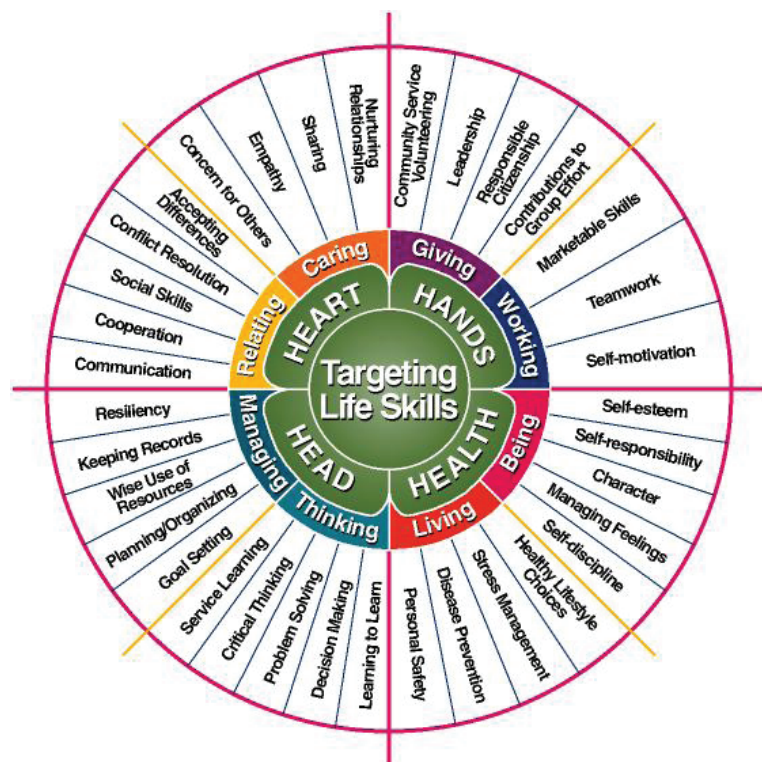 Targeting
Life Skills
HEART
HANDS
HEALTH
HEAD
Caring
Giving
Working
Being
Living
Thinking
Managing
Relating
Nurturing
Relationships
Sharing
Empathy
Concern for Others
Accepting
Differences
Conflict Resolution
Social Skills
Cooperation
Communication
Community Service
Volunteering
Leadership
Responsible
Citizenship
Contributions to
Group Effort
Marketable Skills
Teamwork
Self-motivation
Self-esteem
Self-responsibility
Character
Managing Feelings
Self-discipline
Healthy Lifestyle
Choices
Stress Management
Disease Prevention
Personal Safety
Learning to Learn
Decision Making
Problem Solving
Critical Thinking
Service Learning
Goal Setting
Planning/Organizing
Wise Use of
Resources
Keeping Records
Resiliency